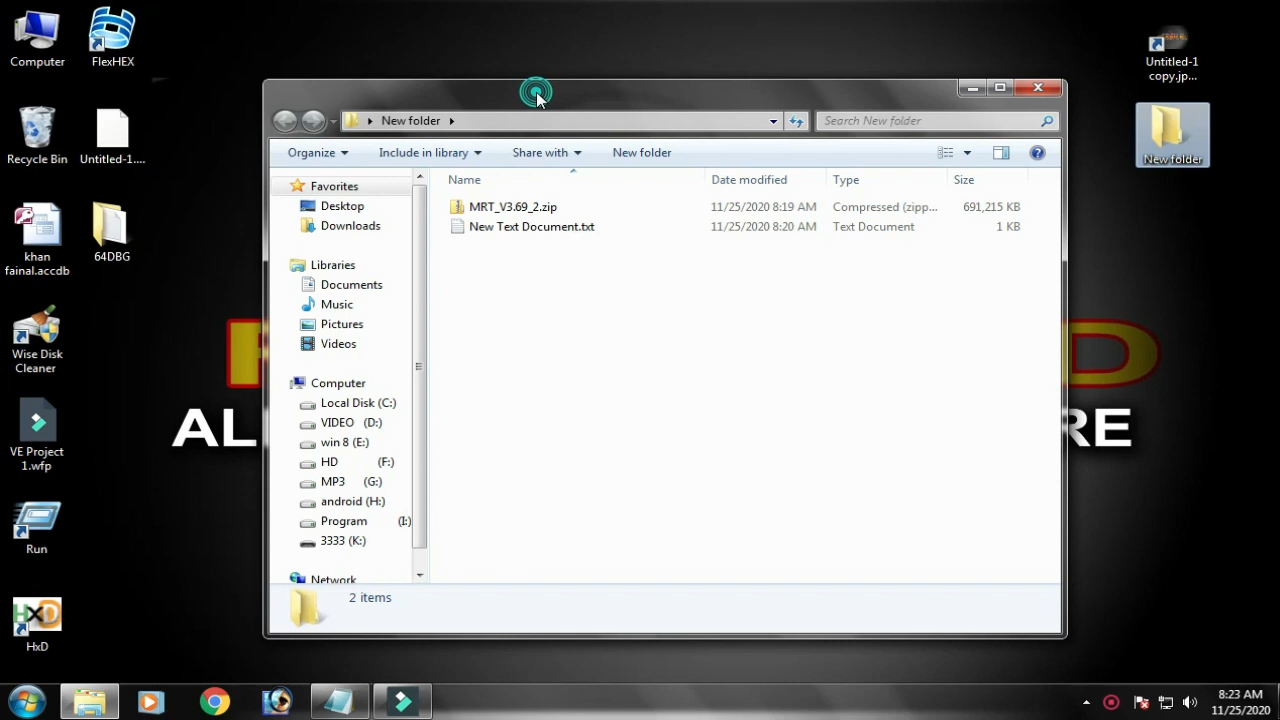 Computer
FlexHEX
Recycle Bin
Untitled-1....
khan
fainal.accdb
64DBG
Wise Disk
Cleaner
VE Project
1.wfp
Run
HxD
Untitled-1
copy.jp...
New folder
New folder
Search New folder
Organize
Include in library
Share with
New folder
Name
Date modified
Type
Size
MRT_V3.69_2.zip
11/25/2020 8:19 AM
Compressed (zipp...
691,215 KB
New Text Document.txt
11/25/2020 8:20 AM
Text Document
1 KB
Favorites
Desktop
Downloads
Libraries
Documents
Music
Pictures
Videos
Computer
Local Disk (C:)
VIDEO (D:)
win 8 (E:)
HD (F:)
MP3 (G:)
android (H:)
Program (I:)
3333 (K:)
Network
2 items
AL
RE
8:23 AM
11/25/2020